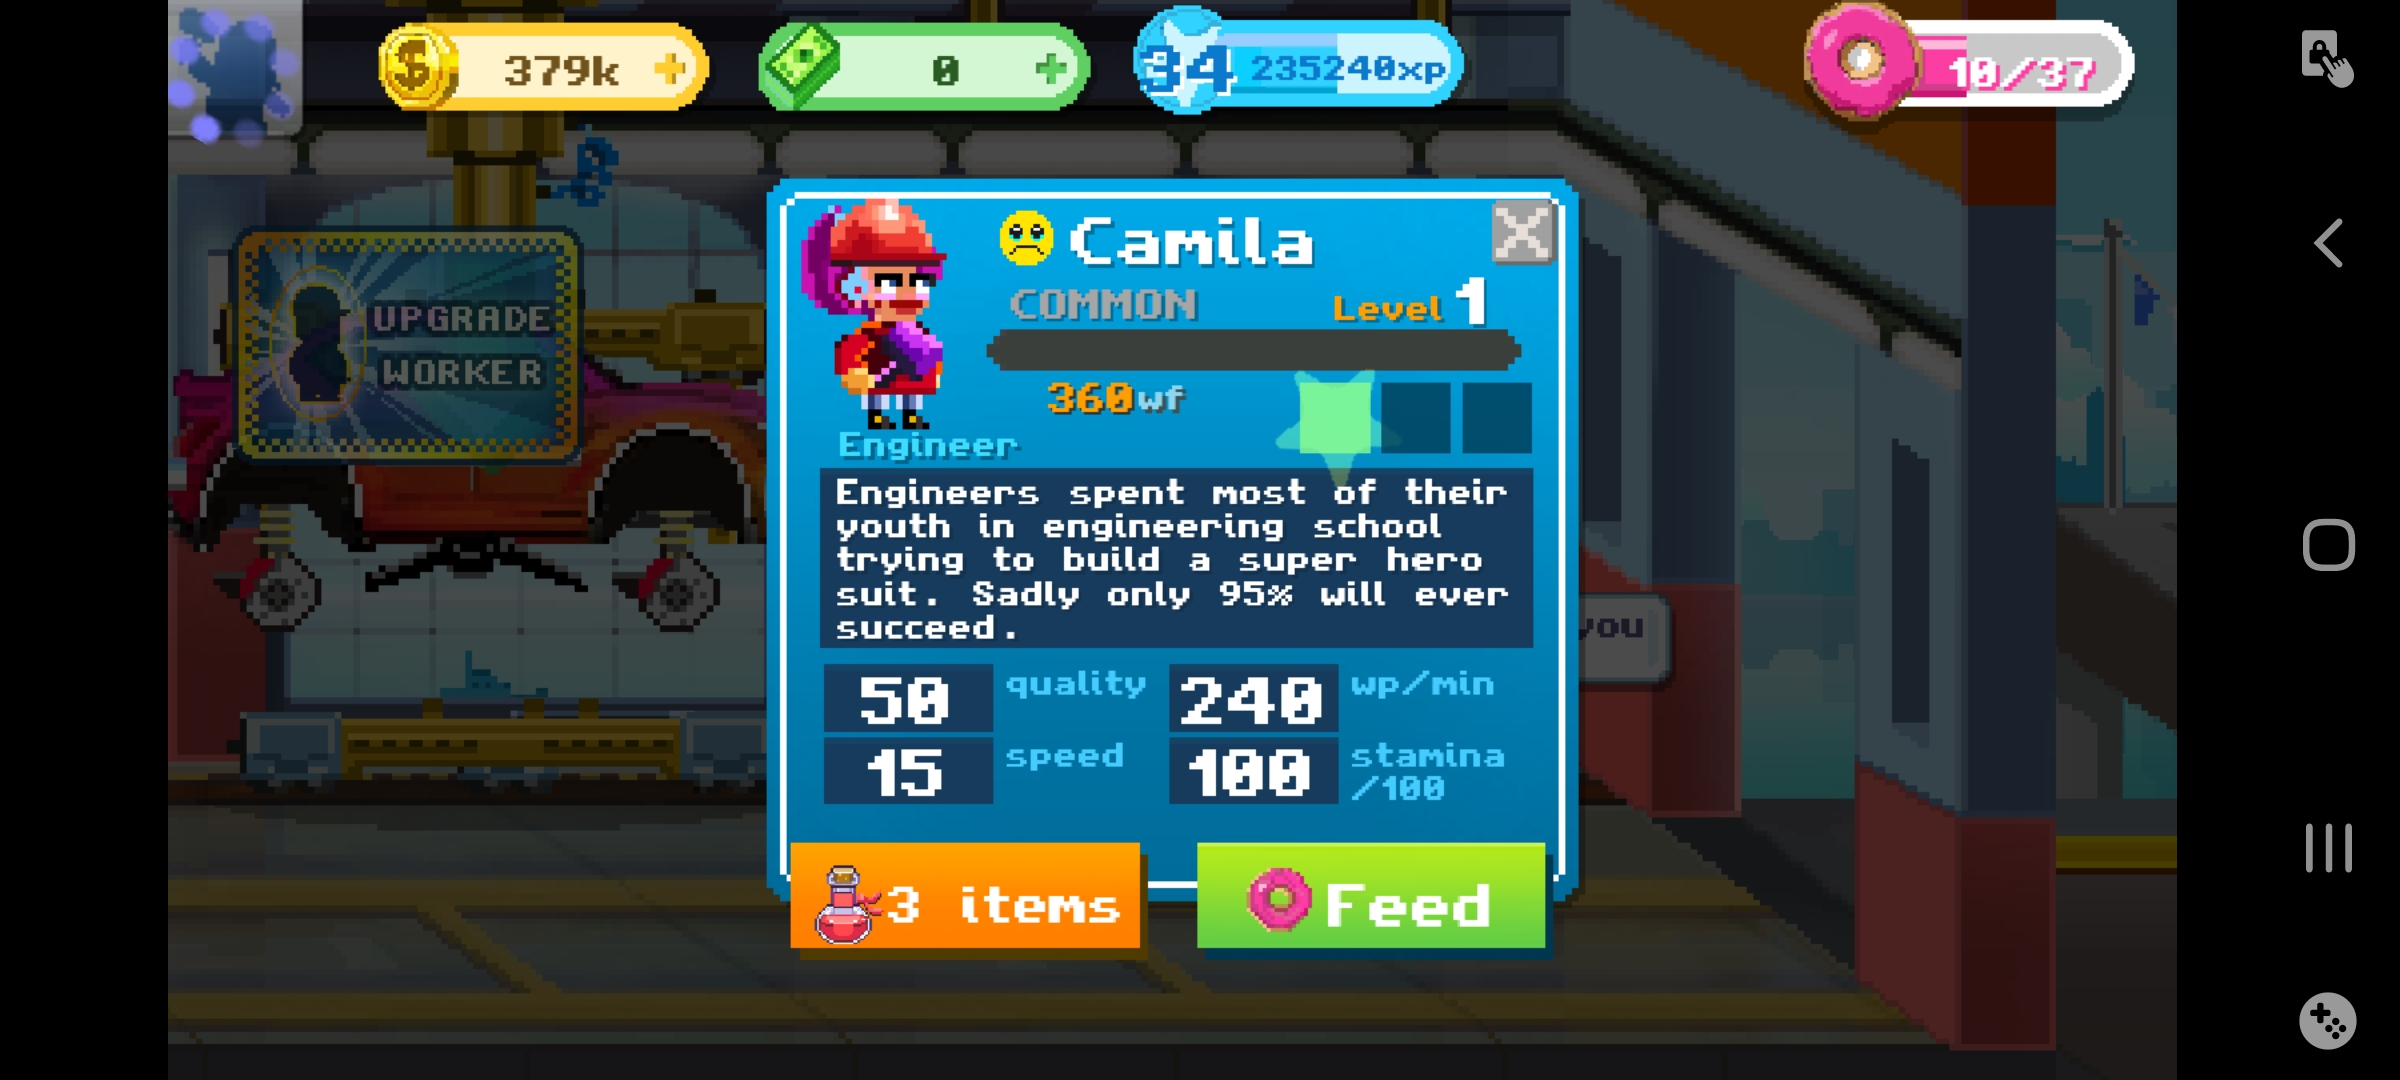 379k
0
34 235240xp
10/37
UPGRADE
WORKER
Camila
COMMON
Level 1
360wf
Engineer
Engineers spent most of their
youth in engineering school
trying to build a super hero
suit. Sadly only 95% will ever
succeed.
50 quality
240 wp/min
15 speed
100 stamina
/100
you
3 items
Feed